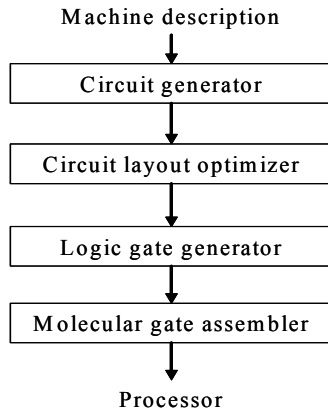 Machine description
Circuit generator
Circuit layout optimizer
Logic gate generator
Molecular gate assembler
Processor